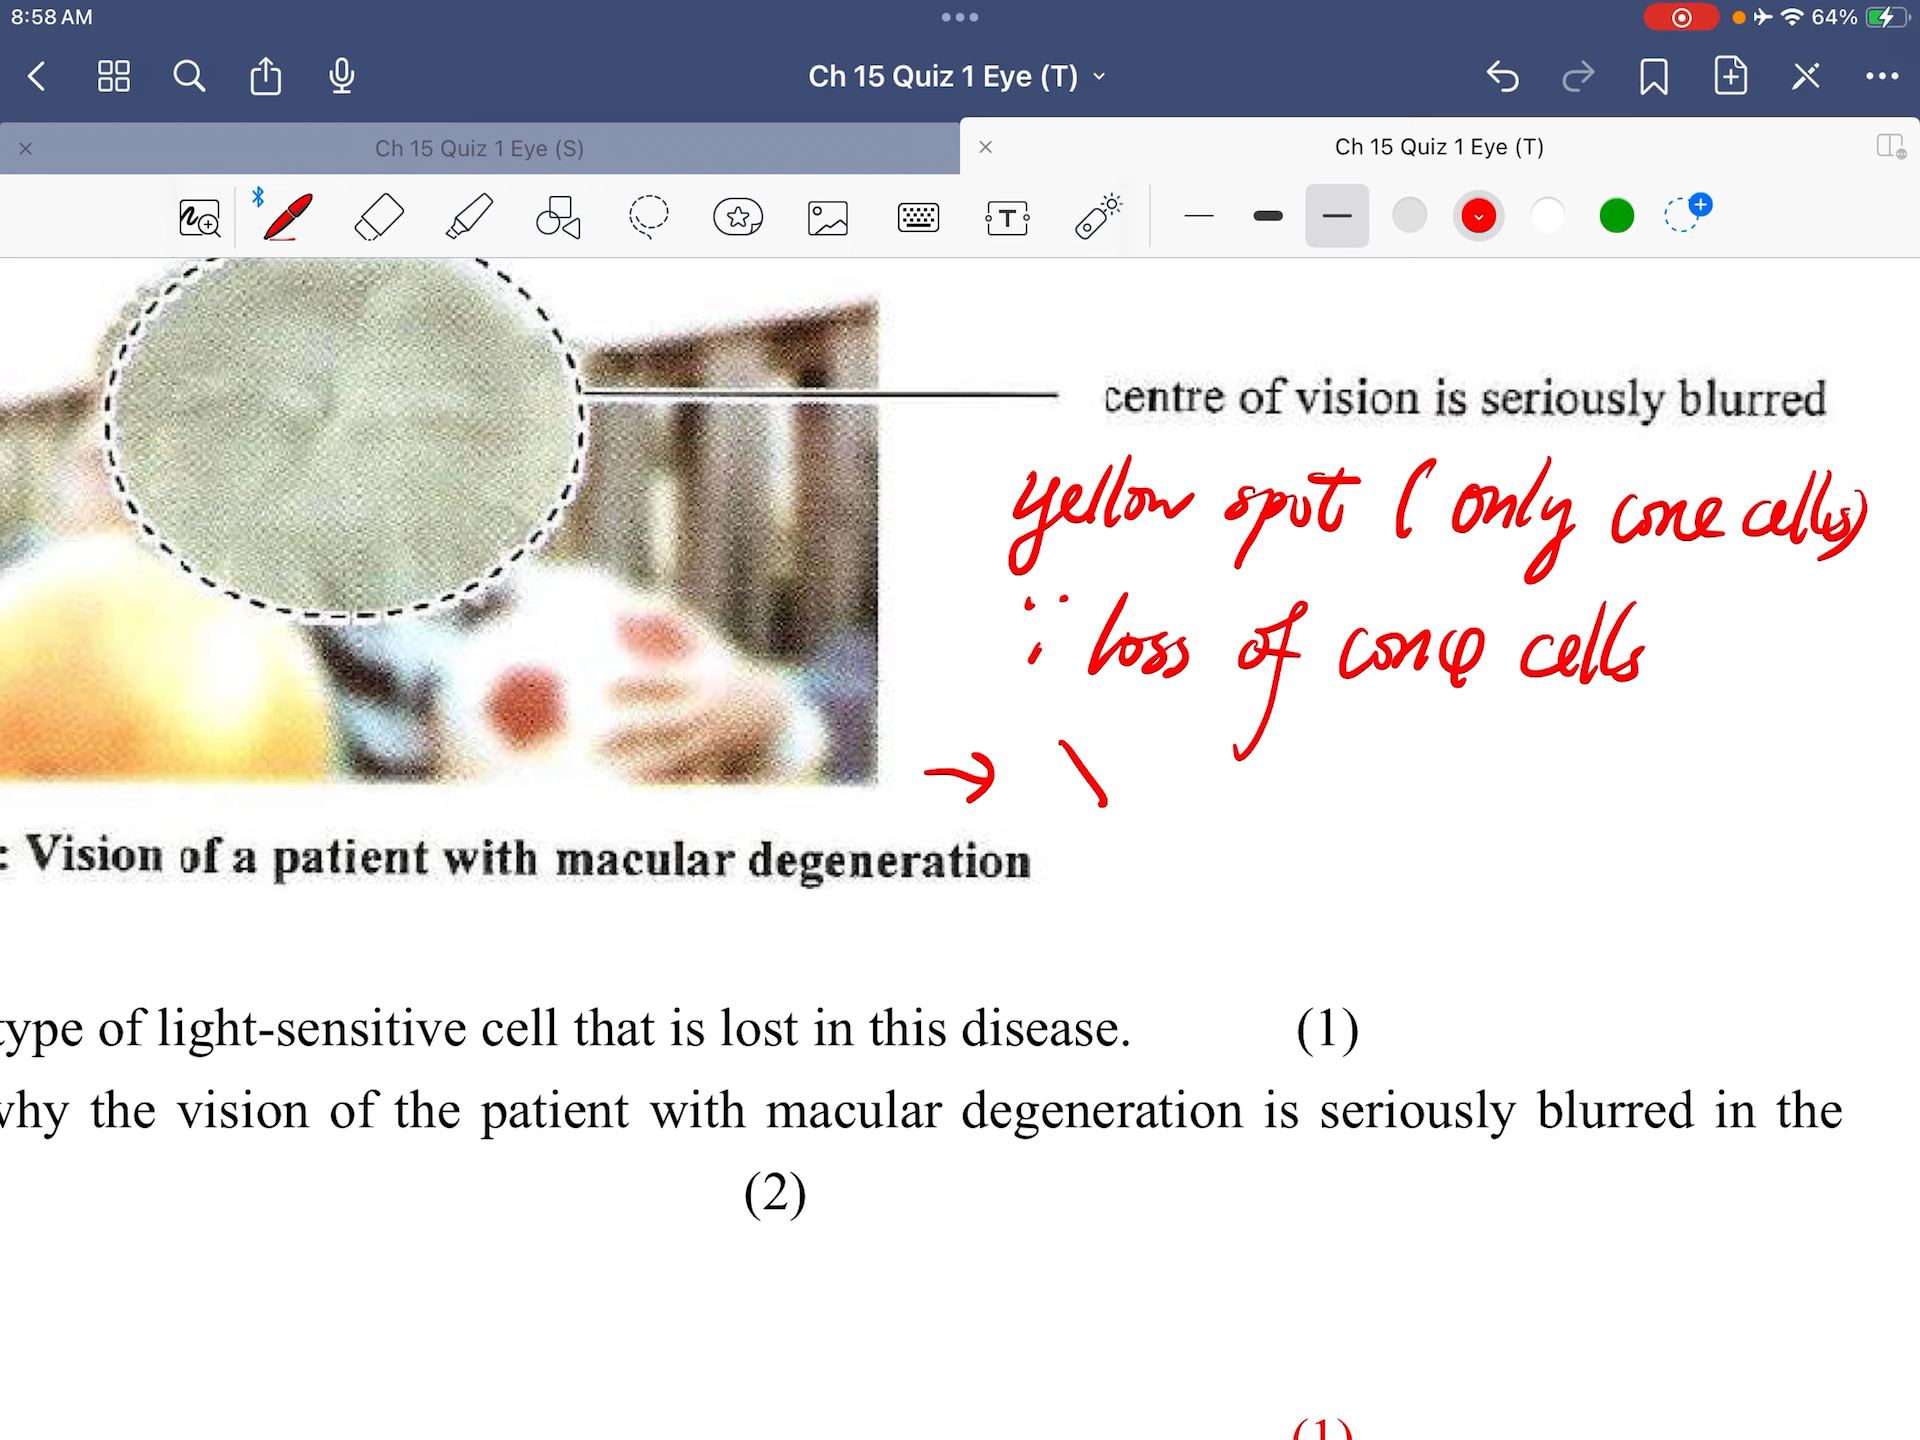 8:58 AM
64%
Ch 15 Quiz 1 Eye (T)
Ch 15 Quiz 1 Eye (S)
Ch 15 Quiz 1 Eye (T)
T
centre of vision is seriously blurred
yellow spot ( only cone cells)
∵ loss of cone cells
→
: Vision of a patient with macular degeneration
type of light-sensitive cell that is lost in this disease. (1)
why the vision of the patient with macular degeneration is seriously blurred in the
(2)
(1)